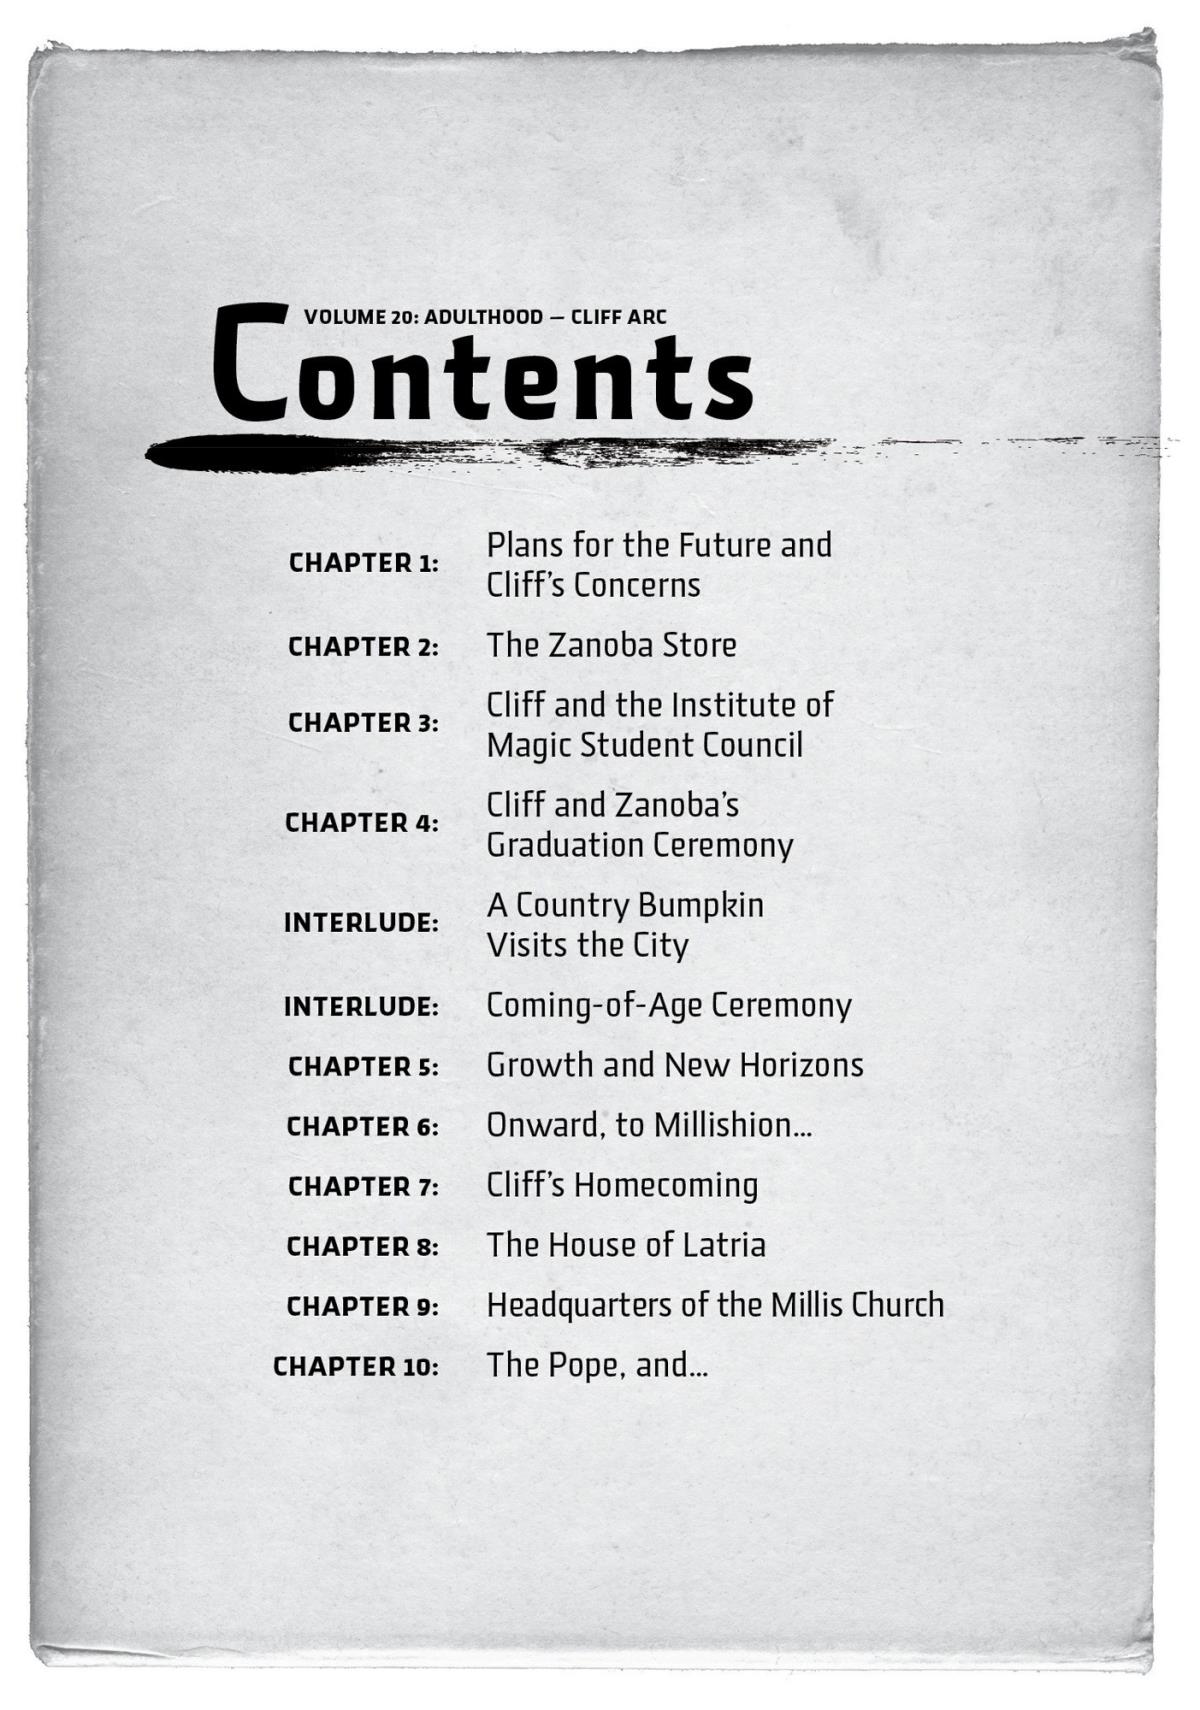 VOLUME 20: ADULTHOOD — CLIFF ARC
Contents
CHAPTER 1: Plans for the Future and
Cliff’s Concerns
CHAPTER 2: The Zanoba Store
CHAPTER 3: Cliff and the Institute of
Magic Student Council
CHAPTER 4: Cliff and Zanoba’s
Graduation Ceremony
INTERLUDE: A Country Bumpkin
Visits the City
INTERLUDE: Coming-of-Age Ceremony
CHAPTER 5: Growth and New Horizons
CHAPTER 6: Onward, to Millishion...
CHAPTER 7: Cliff’s Homecoming
CHAPTER 8: The House of Latria
CHAPTER 9: Headquarters of the Millis Church
CHAPTER 10: The Pope, and...